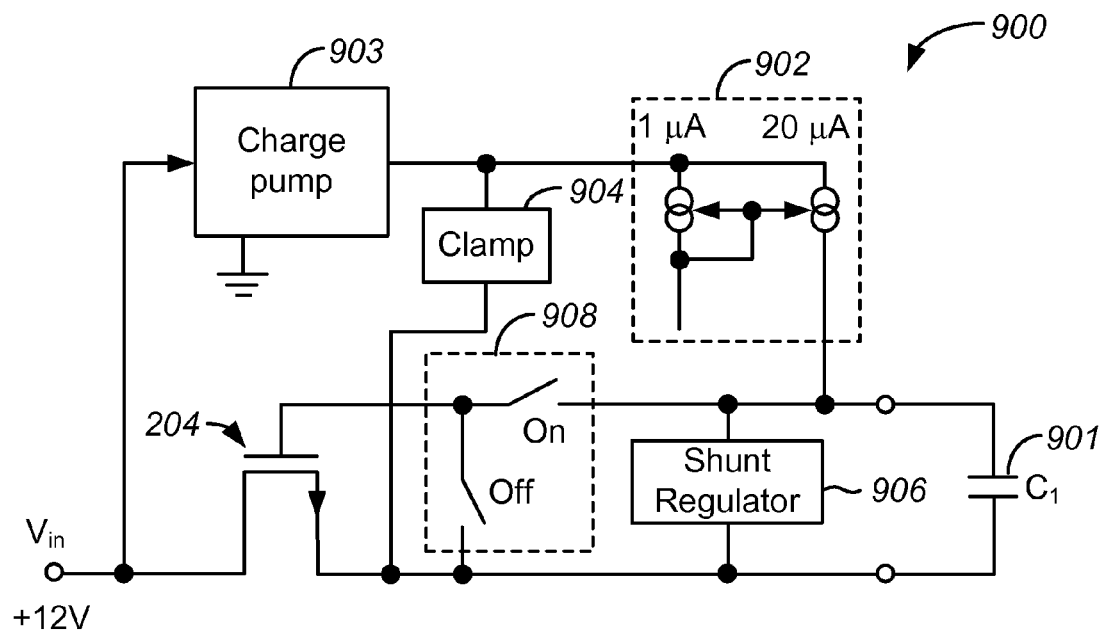 900
903
902
Charge
pump
1 μA 20 μA
904
Clamp
908
204
On
Off
Shunt
Regulator
906
901
C₁
Vin
+12V